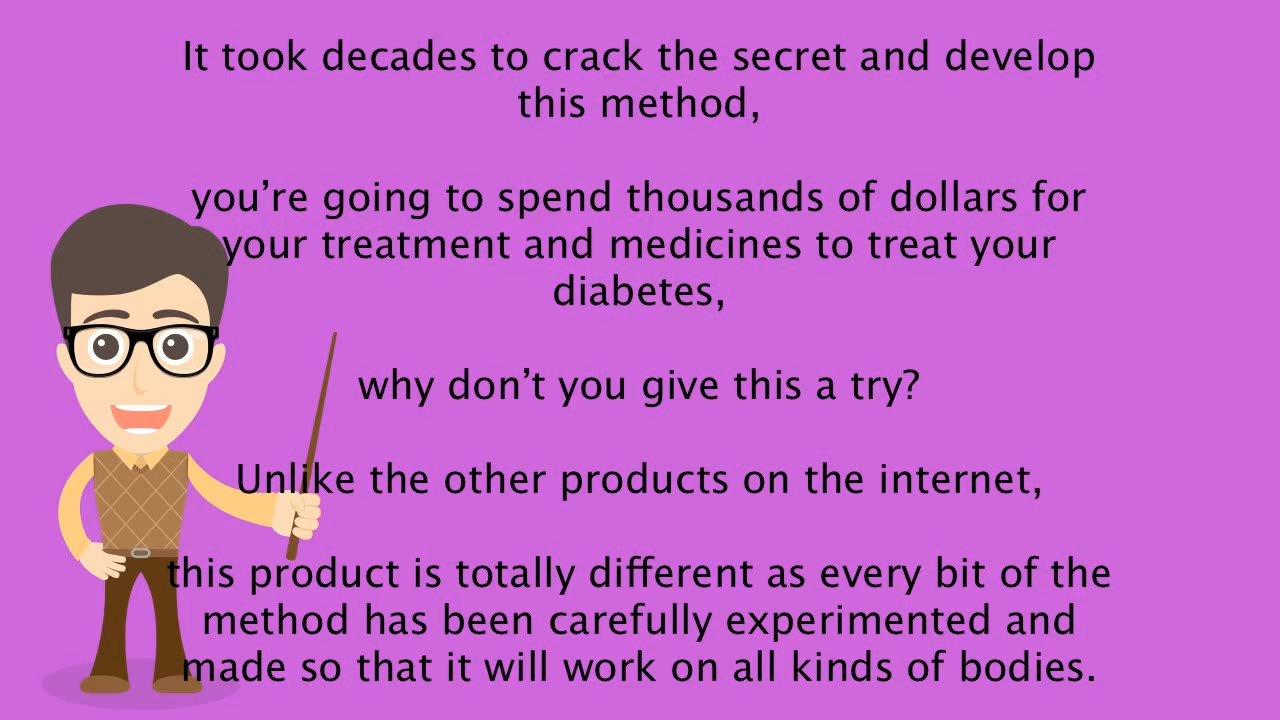 It took decades to crack the secret and develop
this method,
you’re going to spend thousands of dollars for
your treatment and medicines to treat your
diabetes,
why don’t you give this a try?
Unlike the other products on the internet,
this product is totally different as every bit of the
method has been carefully experimented and
made so that it will work on all kinds of bodies.